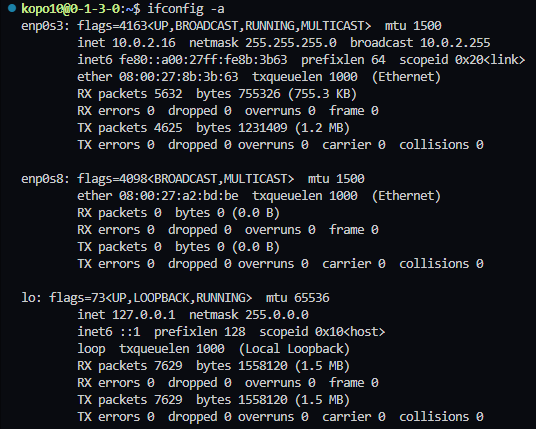 kopo10@0-1-3-0:~$ ifconfig -a
enp0s3: flags=4163<UP,BROADCAST,RUNNING,MULTICAST>  mtu 1500
        inet 10.0.2.16  netmask 255.255.255.0  broadcast 10.0.2.255
        inet6 fe80::a00:27ff:fe8b:3b63  prefixlen 64  scopeid 0x20<link>
        ether 08:00:27:8b:3b:63  txqueuelen 1000  (Ethernet)
        RX packets 5632  bytes 755326 (755.3 KB)
        RX errors 0  dropped 0  overruns 0  frame 0
        TX packets 4625  bytes 1231409 (1.2 MB)
        TX errors 0  dropped 0 overruns 0  carrier 0  collisions 0

enp0s8: flags=4098<BROADCAST,MULTICAST>  mtu 1500
        ether 08:00:27:a2:bd:be  txqueuelen 1000  (Ethernet)
        RX packets 0  bytes 0 (0.0 B)
        RX errors 0  dropped 0  overruns 0  frame 0
        TX packets 0  bytes 0 (0.0 B)
        TX errors 0  dropped 0 overruns 0  carrier 0  collisions 0

lo: flags=73<UP,LOOPBACK,RUNNING>  mtu 65536
        inet 127.0.0.1  netmask 255.0.0.0
        inet6 ::1  prefixlen 128  scopeid 0x10<host>
        loop  txqueuelen 1000  (Local Loopback)
        RX packets 7629  bytes 1558120 (1.5 MB)
        RX errors 0  dropped 0  overruns 0  frame 0
        TX packets 7629  bytes 1558120 (1.5 MB)
        TX errors 0  dropped 0 overruns 0  carrier 0  collisions 0